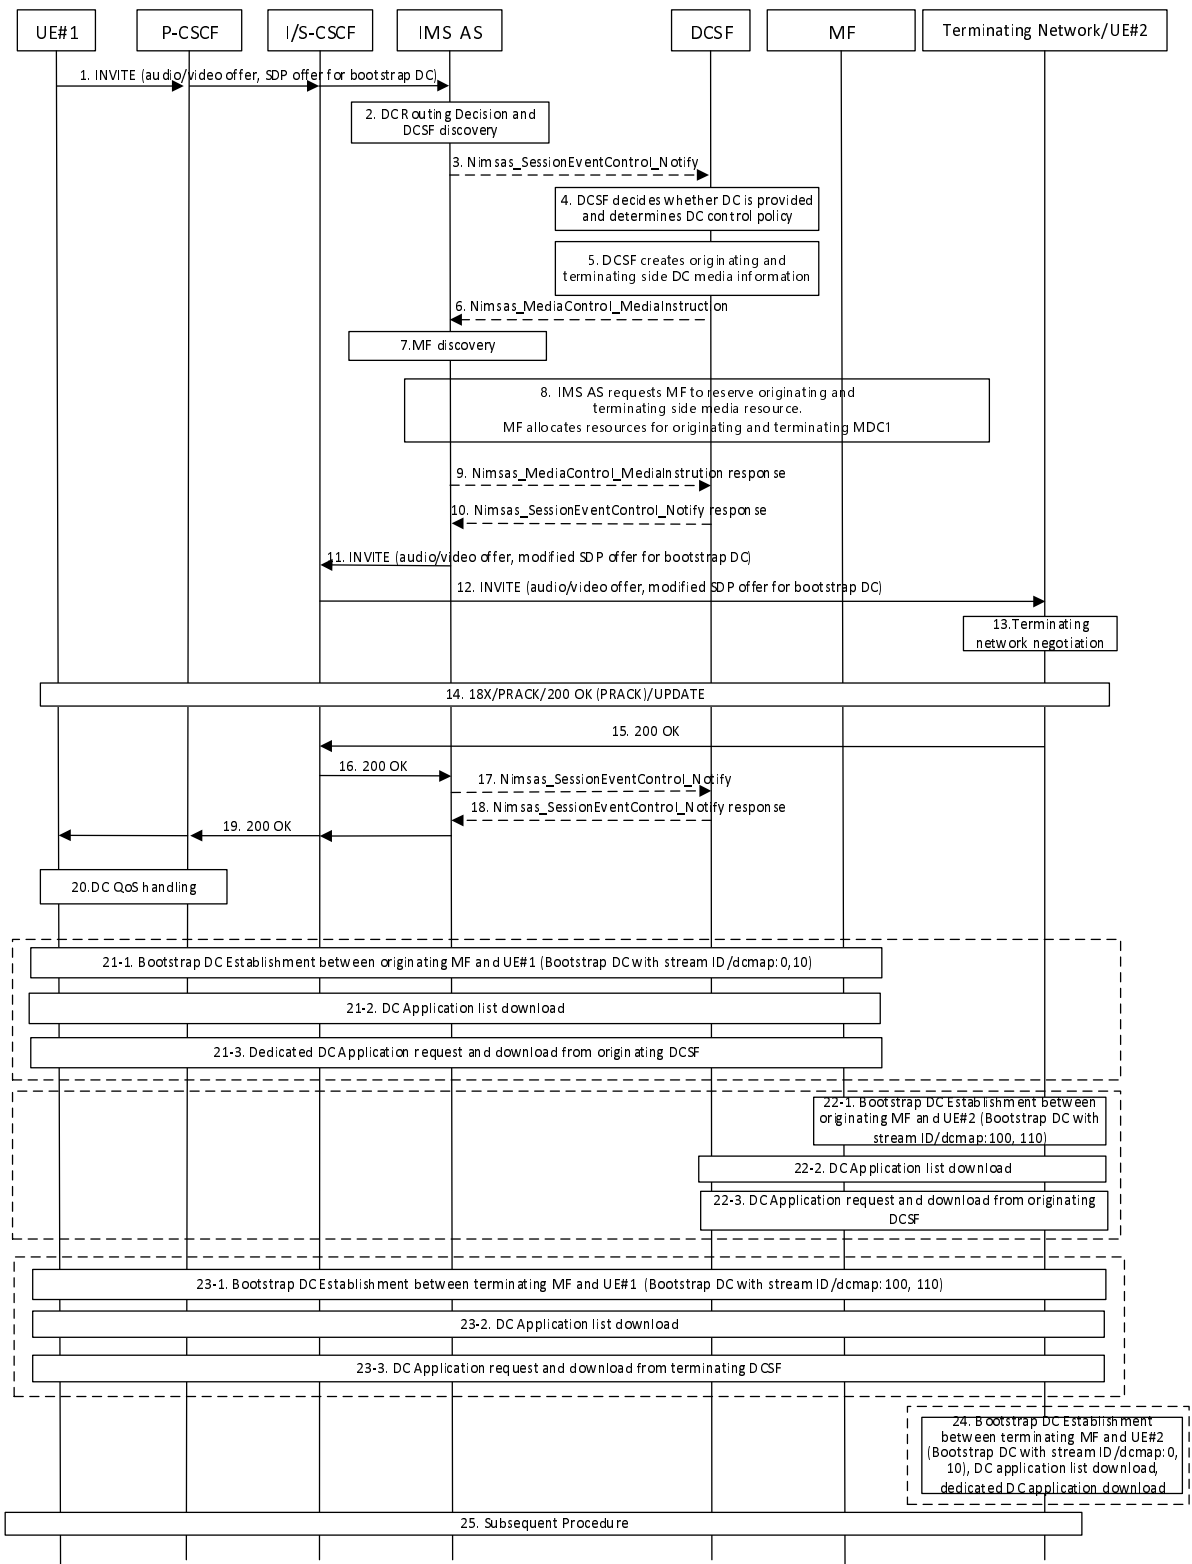 UE#1
P-CSCF
I/S-CSCF
IMS AS
DCSF
MF
Terminating Network/UE#2
1. INVITE (audio/video offer, SDP offer for bootstrap DC)
2. DC Routing Decision and
DCSF discovery
3. Nimsas_SessionEventControl_Notify
4. DCSF decides whether DC is provided
and determines DC control policy
5. DCSF creates originating and
terminating side DC media information
6. Nimsas_MediaControl_MediaInstruction
7.MF discovery
8. IMS AS requests MF to reserve originating and
terminating side media resource.
MF allocates resources for originating and terminating MDC1
9. Nimsas_MediaControl_MediaInstrution response
10. Nimsas_SessionEventControl_Notify response
11. INVITE (audio/video offer, modified SDP offer for bootstrap DC)
12. INVITE (audio/video offer, modified SDP offer for bootstrap DC)
13.Terminating
network negotiation
14. 18X/PRACK/200 OK (PRACK)/UPDATE
15. 200 OK
16. 200 OK
17. Nimsas_SessionEventControl_Notify
18. Nimsas_SessionEventControl_Notify response
19. 200 OK
20.DC QoS handling
21-1. Bootstrap DC Establishment between originating MF and UE#1 (Bootstrap DC with stream ID/dcmap: 0,10)
21-2. DC Application list download
21-3. Dedicated DC Application request and download from originating DCSF
22-1. Bootstrap DC Establishment between
originating MF and UE#2 (Bootstrap DC with
stream ID/dcmap: 100, 110)
22-2. DC Application list download
22-3. DC Application request and download from originating
DCSF
23-1. Bootstrap DC Establishment between terminating MF and UE#1 (Bootstrap DC with stream ID/dcmap: 100, 110)
23-2. DC Application list download
23-3. DC Application request and download from terminating DCSF
24. Bootstrap DC Establishment
between terminating MF and UE#2
(Bootstrap DC with stream ID/dcmap: 0,
10), DC application list download,
dedicated DC application download
25. Subsequent Procedure